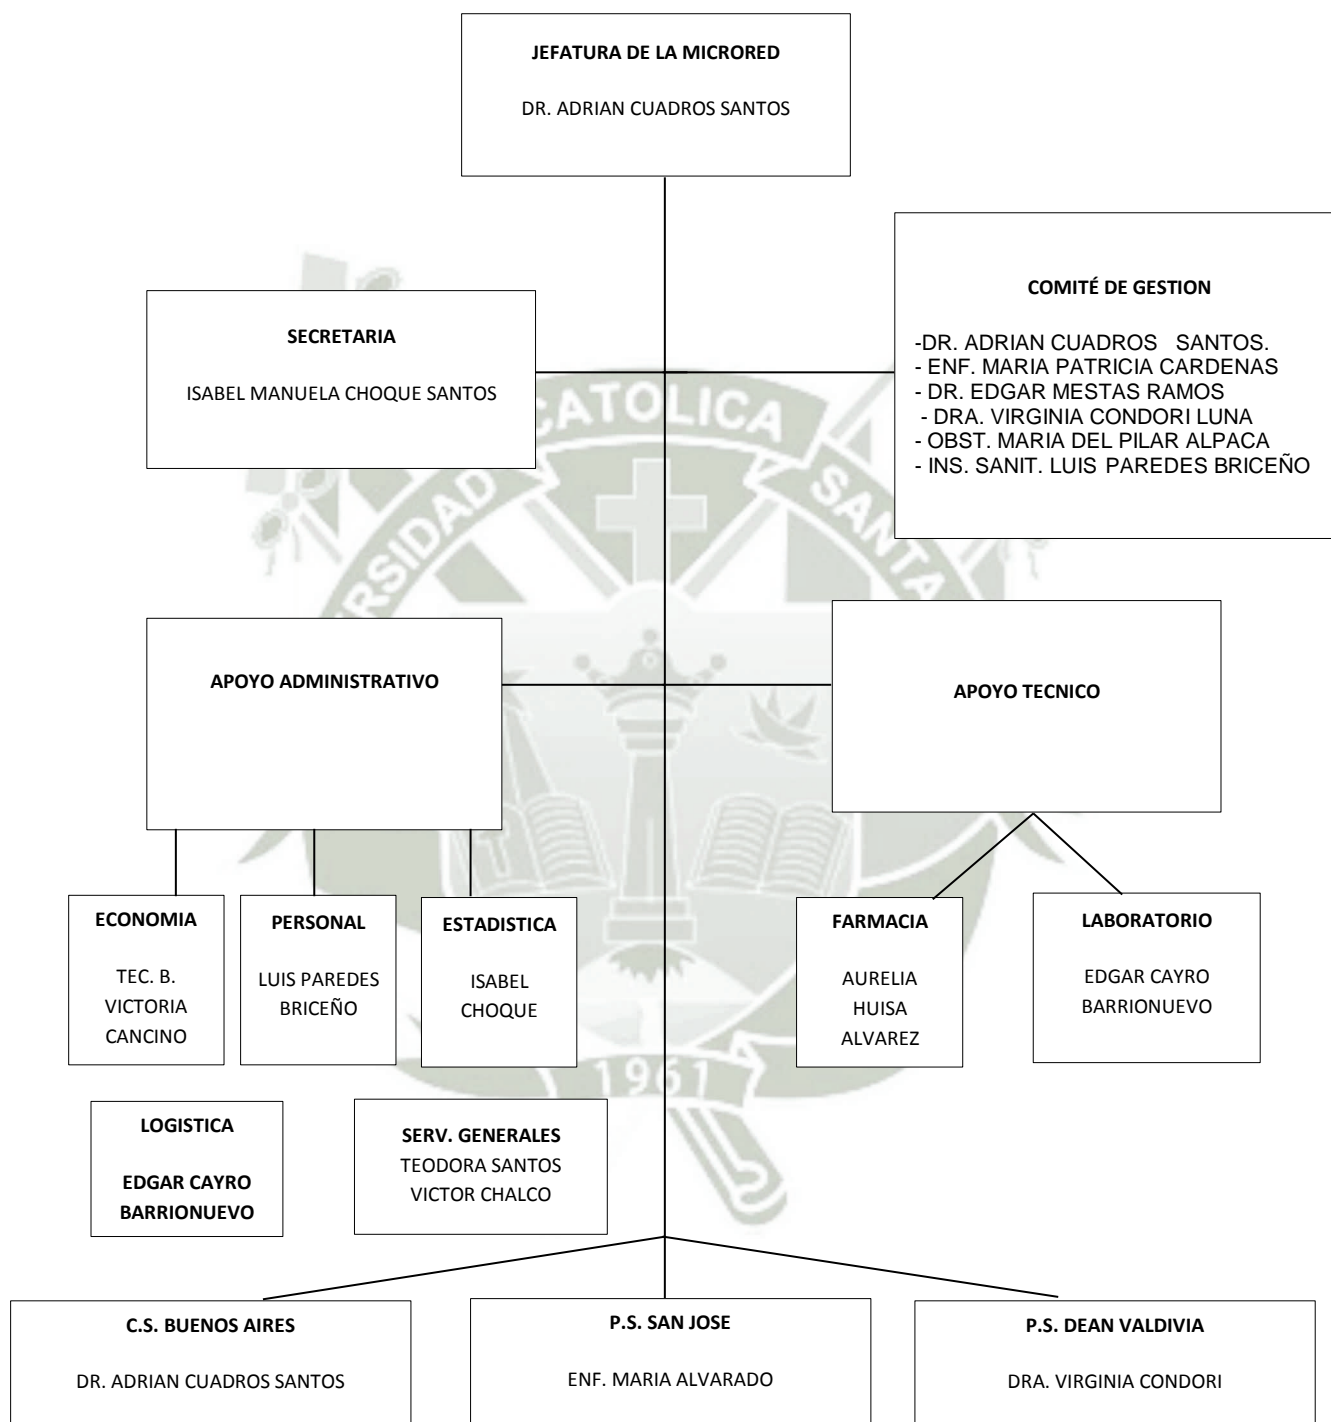 JEFATURA DE LA MICRORED
DR. ADRIAN CUADROS SANTOS
COMITÉ DE GESTION
-DR. ADRIAN CUADROS SANTOS.
- ENF. MARIA PATRICIA CARDENAS
- DR. EDGAR MESTAS RAMOS
- DRA. VIRGINIA CONDORI LUNA
- OBST. MARIA DEL PILAR ALPACA
- INS. SANIT. LUIS PAREDES BRICEÑO
SECRETARIA
ISABEL MANUELA CHOQUE SANTOS
CATOLICA
SANTA
APOYO ADMINISTRATIVO
APOYO TECNICO
ECONOMIA
TEC. B.
VICTORIA
CANCINO
PERSONAL
LUIS PAREDES
BRICEÑO
ESTADISTICA
ISABEL
CHOQUE
FARMACIA
AURELIA
HUISA
ALVAREZ
LABORATORIO
EDGAR CAYRO
BARRIONUEVO
1961
LOGISTICA
EDGAR CAYRO
BARRIONUEVO
SERV. GENERALES
TEODORA SANTOS
VICTOR CHALCO
C.S. BUENOS AIRES
DR. ADRIAN CUADROS SANTOS
P.S. SAN JOSE
ENF. MARIA ALVARADO
P.S. DEAN VALDIVIA
DRA. VIRGINIA CONDORI